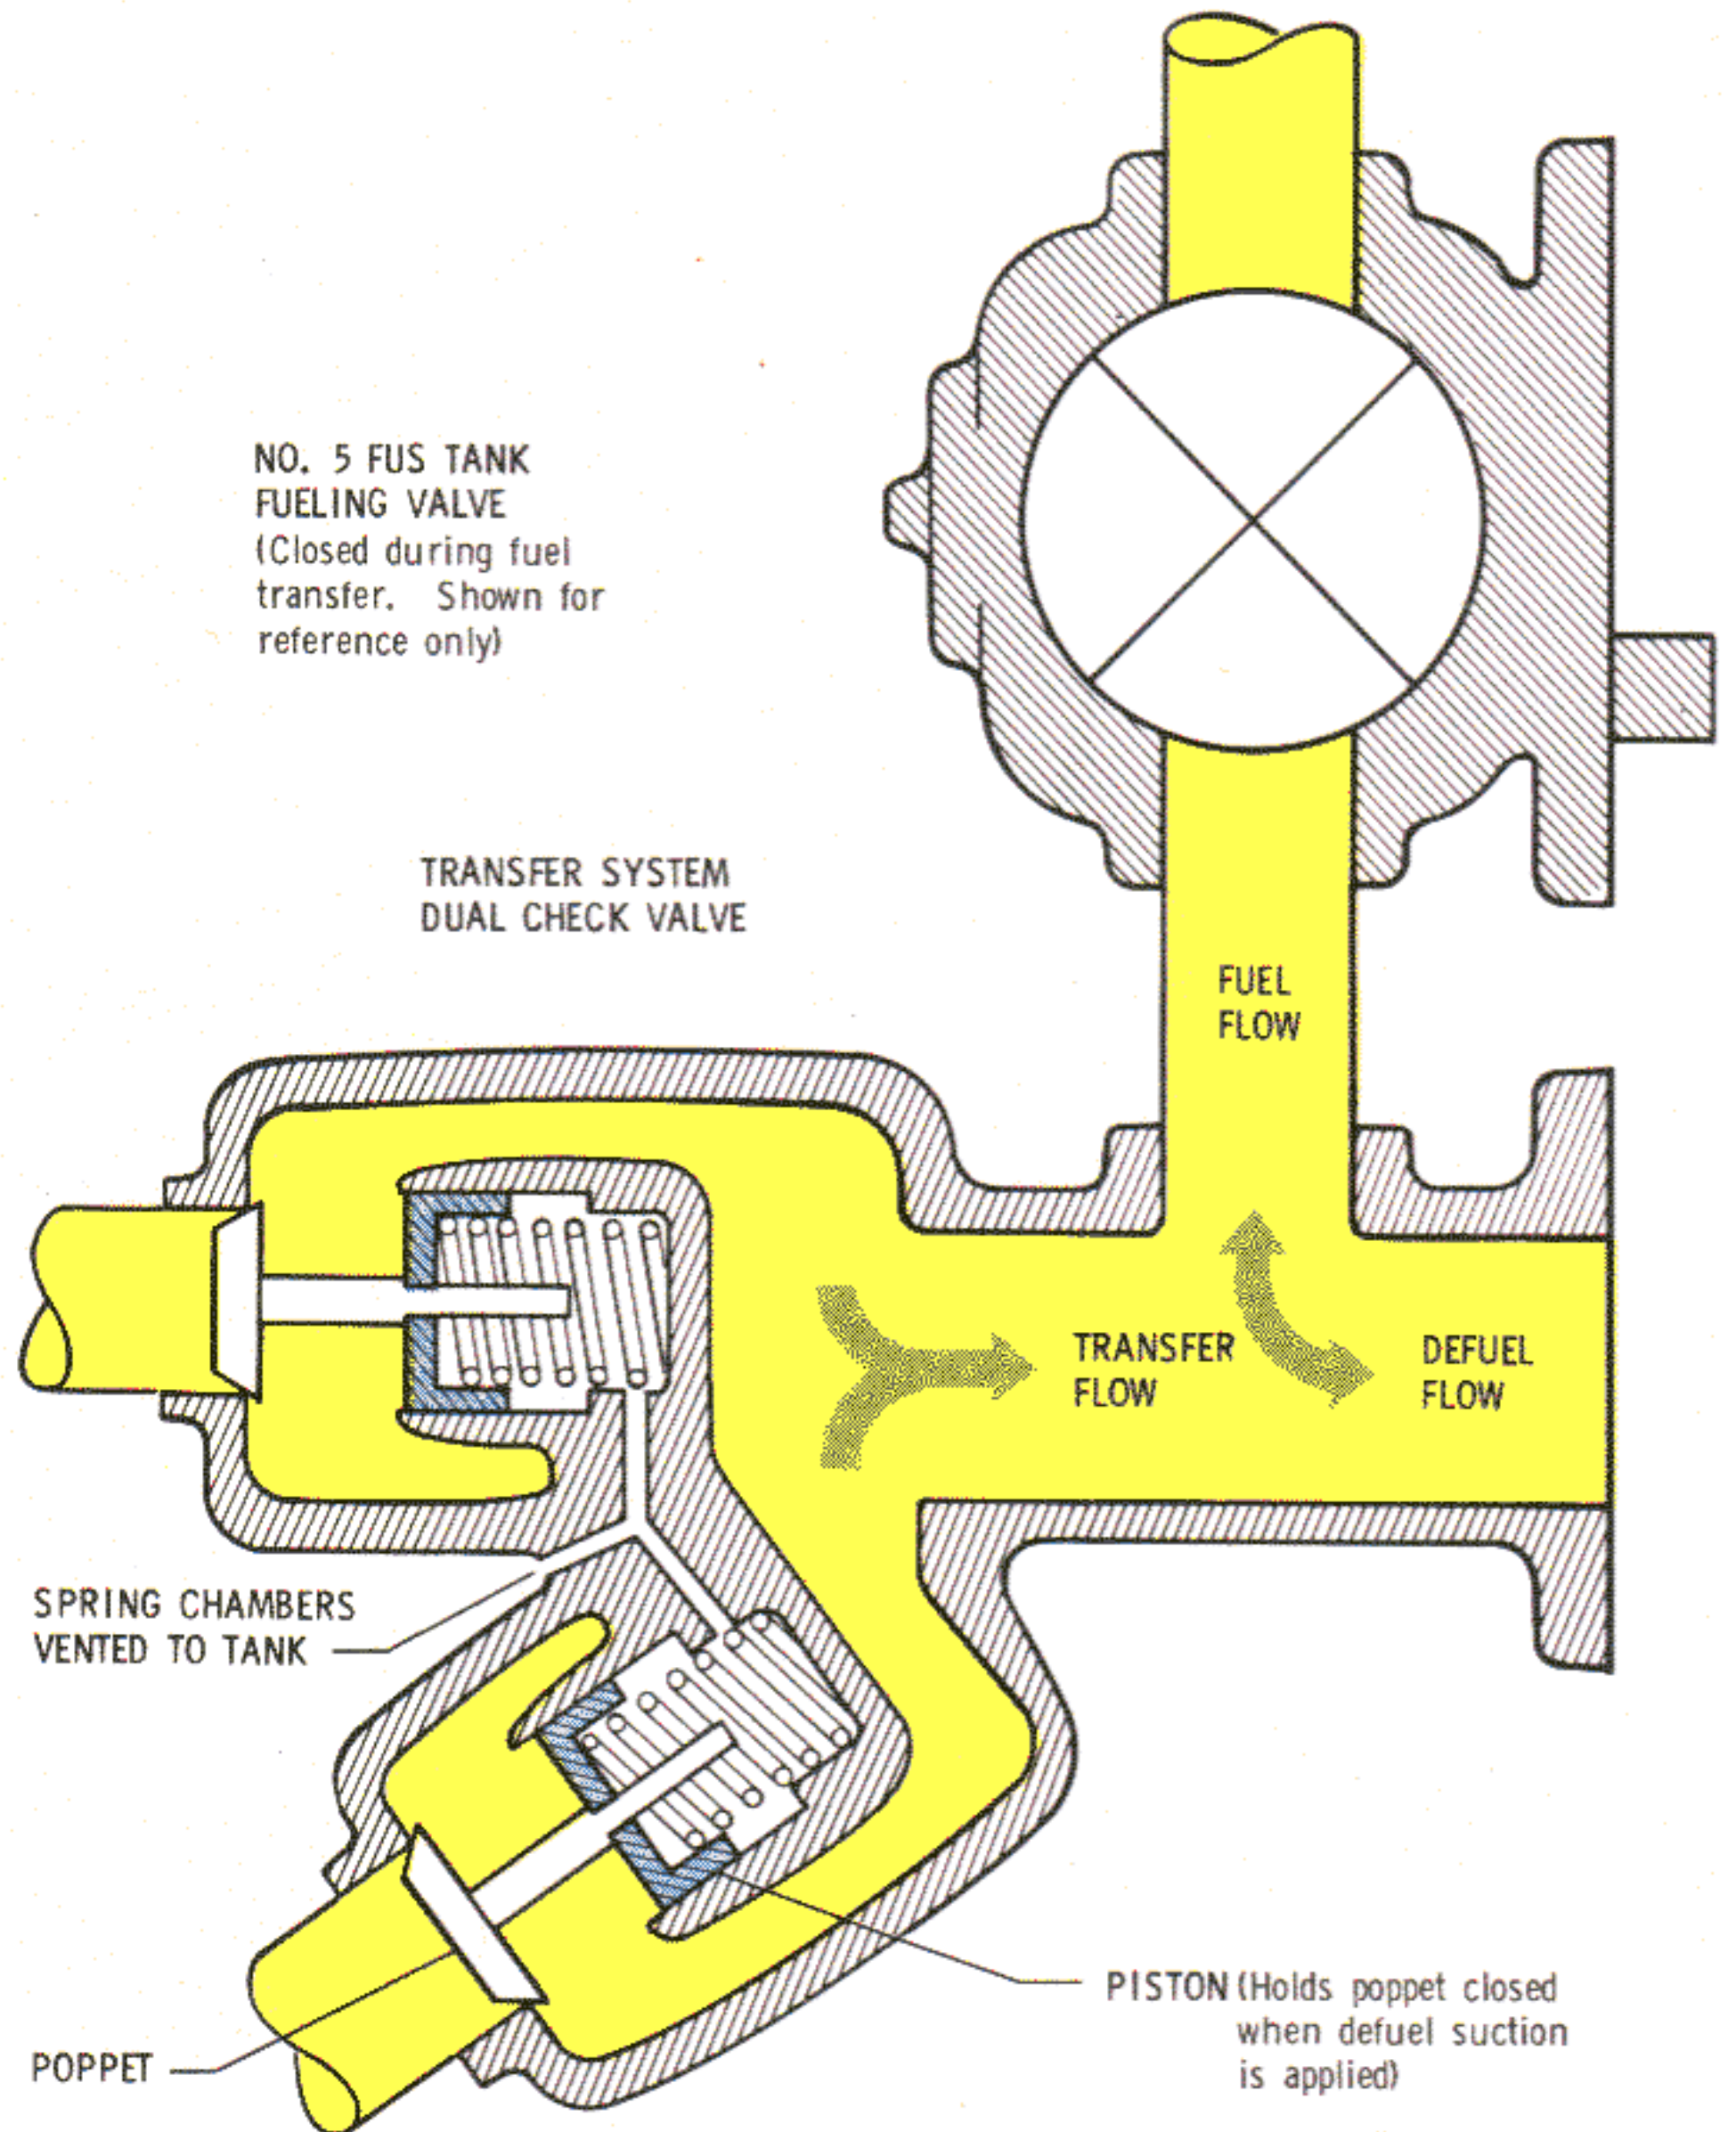 NO. 5 FUS TANK
FUELING VALVE
(Closed during fuel
transfer. Shown for
reference only)
TRANSFER SYSTEM
DUAL CHECK VALVE
FUEL
FLOW
TRANSFER
FLOW
DEFUEL
FLOW
SPRING CHAMBERS
VENTED TO TANK
PISTON (Holds poppet closed
when defuel suction
is applied)
POPPET